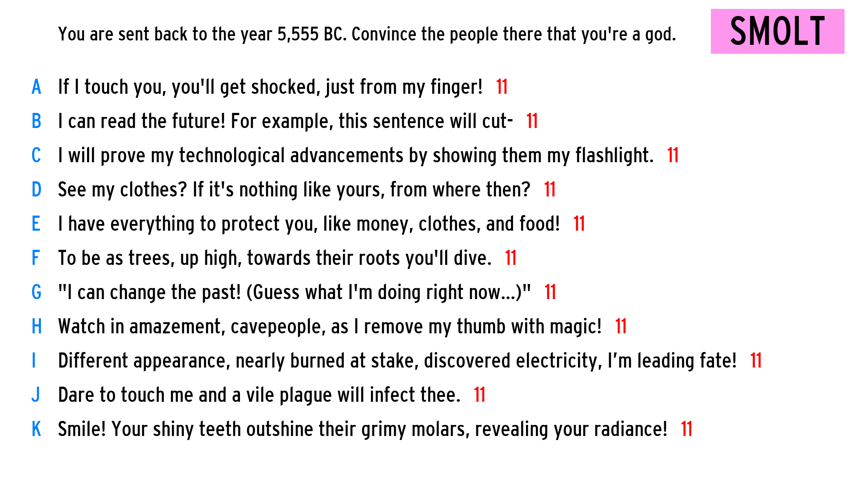 You are sent back to the year 5,555 BC. Convince the people there that you're a god.
SMOLT
A If I touch you, you'll get shocked, just from my finger! 11
B I can read the future! For example, this sentence will cut- 11
C I will prove my technological advancements by showing them my flashlight. 11
D See my clothes? If it's nothing like yours, from where then? 11
E I have everything to protect you, like money, clothes, and food! 11
F To be as trees, up high, towards their roots you'll dive. 11
G "I can change the past! (Guess what I'm doing right now...)" 11
H Watch in amazement, cavepeople, as I remove my thumb with magic! 11
I Different appearance, nearly burned at stake, discovered electricity, I’m leading fate! 11
J Dare to touch me and a vile plague will infect thee. 11
K Smile! Your shiny teeth outshine their grimy molars, revealing your radiance! 11